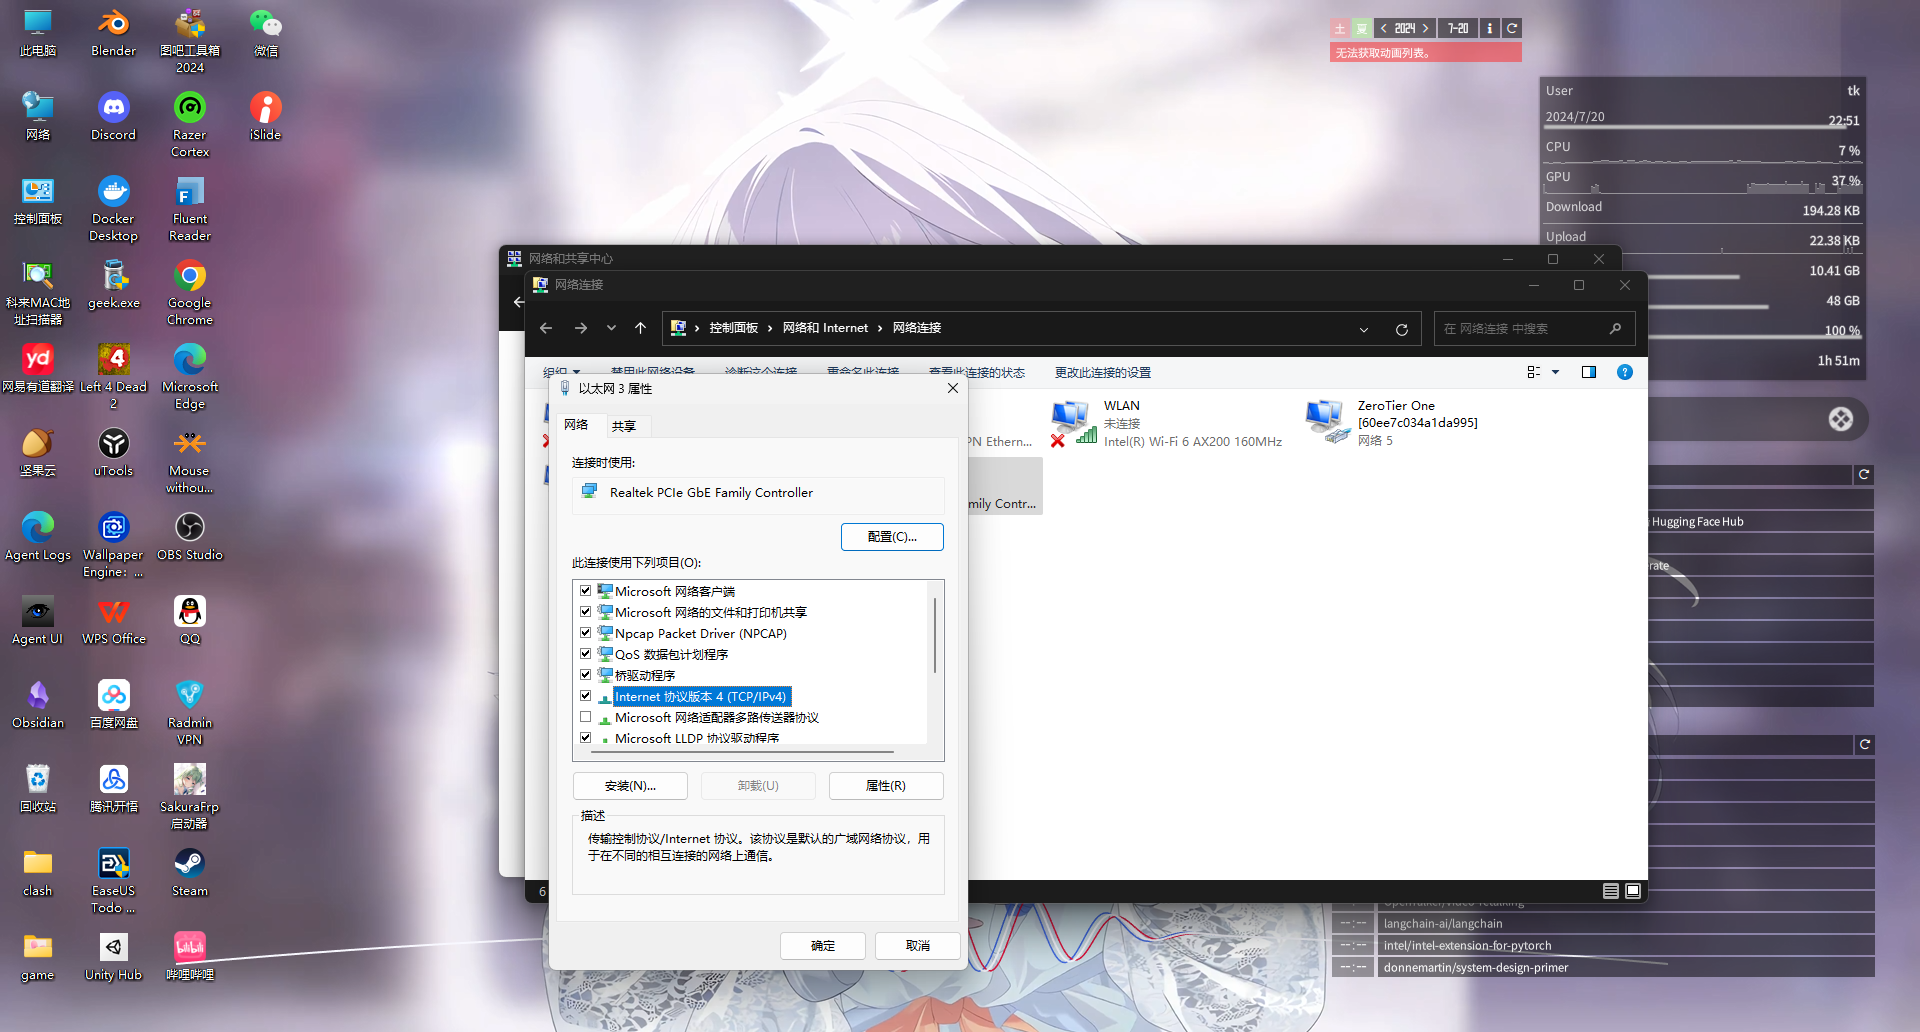 此电脑
Blender
图吧工具箱
2024
微信
网络
Discord
Razer
Cortex
iSlide
控制面板
Docker
Desktop
Fluent
Reader
科来MAC地
址扫描器
geek.exe
Google
Chrome
网易有道翻译
Left 4 Dead
2
Microsoft
Edge
坚果云
uTools
Mouse
withou...
Agent Logs
Wallpaper
Engine: ...
OBS Studio
Agent UI
WPS Office
QQ
Obsidian
百度网盘
Radmin
VPN
回收站
腾讯开悟
SakuraFrp
启动器
clash
EaseUS
Todo ...
Steam
game
Unity Hub
哔哩哔哩
土 夏 < 2024 > 7-20 i
无法获取动画列表。
User tk
2024/7/20 22:51
CPU 7 %
GPU 37 %
Download 194.28 KB
Upload 22.38 KB
10.41 GB
48 GB
100 %
1h 51m
网络和共享中心
网络连接
控制面板 > 网络和 Internet > 网络连接
在 网络连接 中搜索
组织 禁用此网络设备 诊断这个连接 重命名此连接 查看此连接的状态 更改此连接的设置
PN Ethern...
WLAN
未连接
Intel(R) Wi-Fi 6 AX200 160MHz
ZeroTier One
[60ee7c034a1da995]
网络 5
mily Contr...
6
以太网 3 属性
网络 共享
连接时使用:
Realtek PCIe GbE Family Controller
配置(C)...
此连接使用下列项目(O):
Microsoft 网络客户端
Microsoft 网络的文件和打印机共享
Npcap Packet Driver (NPCAP)
QoS 数据包计划程序
桥驱动程序
Internet 协议版本 4 (TCP/IPv4)
Microsoft 网络适配器多路传送器协议
Microsoft LLDP 协议驱动程序
安装(N)...
卸载(U)
属性(R)
描述
传输控制协议/Internet 协议。该协议是默认的广域网络协议，用
于在不同的相互连接的网络上通信。
确定
取消
Hugging Face Hub
rate
--:-- OpenTalker/video-retalking
--:-- langchain-ai/langchain
--:-- intel/intel-extension-for-pytorch
--:-- donnemartin/system-design-primer